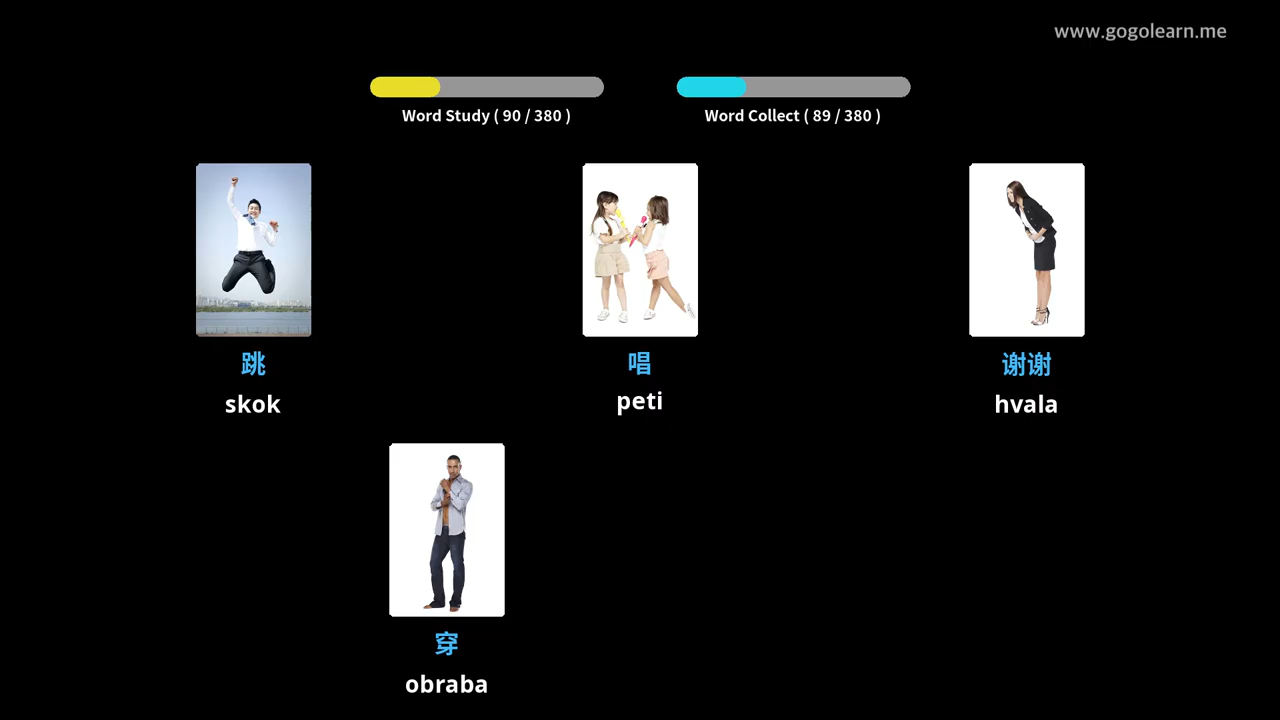 www.gogolearn.me
Word Study ( 90 / 380 )
Word Collect ( 89 / 380 )
跳
skok
唱
peti
谢谢
hvala
穿
obraba